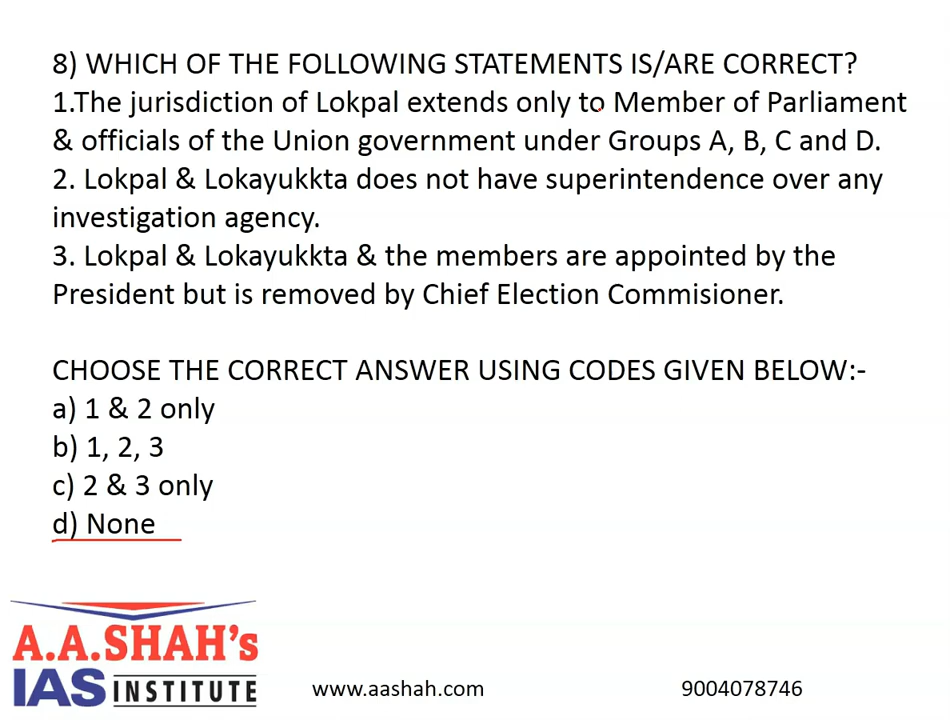 8) WHICH OF THE FOLLOWING STATEMENTS IS/ARE CORRECT?
1.The jurisdiction of Lokpal extends only to Member of Parliament
& officials of the Union government under Groups A, B, C and D.
2. Lokpal & Lokayukkta does not have superintendence over any
investigation agency.
3. Lokpal & Lokayukkta & the members are appointed by the
President but is removed by Chief Election Commisioner.
CHOOSE THE CORRECT ANSWER USING CODES GIVEN BELOW:-
a) 1 & 2 only
b) 1, 2, 3
c) 2 & 3 only
d) None
A.A.SHAH's
IAS INSTITUTE
www.aashah.com 9004078746